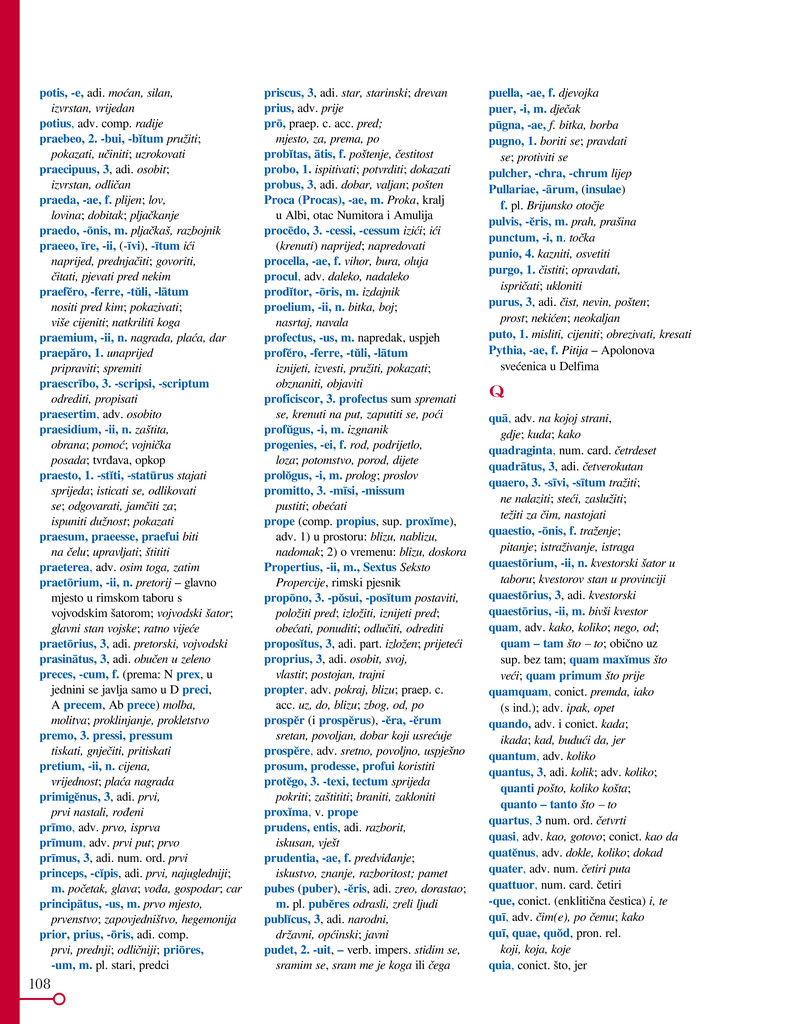 potis, -e, adi. moćan, silan,
izvrstan, vrijedan
potius, adv. comp. radije
praebeo, 2. -bui, -bĭtum pružiti;
pokazati, učiniti; uzrokovati
praecipuus, 3, adi. osobit;
izvrstan, odličan
praeda, -ae, f. plijen; lov,
lovina; dobitak; pljačkanje
praedo, -ōnis, m. pljačkaš, razbojnik
praeeo, īre, -ii, (-īvi), -ĭtum ići
naprijed, prednjačiti; govoriti,
čitati, pjevati pred nekim
praefĕro, -ferre, -tŭli, -lātum
nositi pred kim; pokazivati;
više cijeniti; natkriliti koga
praemium, -ii, n. nagrada, plaća, dar
praepăro, 1. unaprijed
pripraviti; spremiti
praescrībo, 3. -scripsi, -scriptum
odrediti, propisati
praesertim, adv. osobito
praesidium, -ii, n. zaštita,
obrana; pomoć; vojnička
posada; tvrđava, opkop
praesto, 1. -stĭti, -statūrus stajati
sprijeda; isticati se, odlikovati
se; odgovarati, jamčiti za;
ispuniti dužnost; pokazati
praesum, praeesse, praefui biti
na čelu; upravljati; štititi
praeterea, adv. osim toga, zatim
praetōrium, -ii, n. pretorij – glavno
mjesto u rimskom taboru s
vojvodskim šatorom; vojvodski šator;
glavni stan vojske; ratno vijeće
praetōrius, 3, adi. pretorski, vojvodski
prasinātus, 3, adi. obučen u zeleno
preces, -cum, f. (prema: N prex, u
jednini se javlja samo u D preci,
A precem, Ab prece) molba,
molitva; proklinjanje, prokletstvo
premo, 3. pressi, pressum
tiskati, gnječiti, pritiskati
pretium, -ii, n. cijena,
vrijednost; plaća nagrada
primigĕnus, 3, adi. prvi,
prvi nastali, rođeni
prīmo, adv. prvo, isprva
prīmum, adv. prvi put; prvo
prīmus, 3, adi. num. ord. prvi
princeps, -cĭpis, adi. prvi, najugledniji;
m. početak, glava; vođa, gospodar; car
principātus, -us, m. prvo mjesto,
prvenstvo; zapovjedništvo, hegemonija
prior, prius, -ōris, adi. comp.
prvi, prednji; odličniji; priōres,
-um, m. pl. stari, predci
priscus, 3, adi. star, starinski; drevan
prius, adv. prije
prō, praep. c. acc. pred;
mjesto, za, prema, po
probĭtas, ātis, f. poštenje, čestitost
probo, 1. ispitivati; potvrditi; dokazati
probus, 3, adi. dobar, valjan; pošten
Proca (Procas), -ae, m. Proka, kralj
u Albi, otac Numitora i Amulija
procēdo, 3. -cessi, -cessum izići; ići
(krenuti) naprijed; napredovati
procella, -ae, f. vihor, bura, oluja
procul, adv. daleko, nadaleko
prodĭtor, -ōris, m. izdajnik
proelium, -ii, n. bitka, boj;
nasrtaj, navala
profectus, -us, m. napredak, uspjeh
profĕro, -ferre, -tŭli, -lātum
iznijeti, izvesti, pružiti, pokazati;
obznaniti, objaviti
proficiscor, 3. profectus sum spremati
se, krenuti na put, zaputiti se, poći
profŭgus, -i, m. izgnanik
progenies, -ei, f. rod, podrijetlo,
loza; potomstvo, porod, dijete
prolŏgus, -i, m. prolog; proslov
promitto, 3. -mīsi, -missum
pustiti; obećati
prope (comp. propius, sup. proxĭme),
adv. 1) u prostoru: blizu, nablizu,
nadomak; 2) o vremenu: blizu, doskora
Propertius, -ii, m., Sextus Seksto
Propercije, rimski pjesnik
propōno, 3. -pŏsui, -posĭtum postaviti,
položiti pred; izložiti, iznijeti pred;
obećati, ponuditi; odlučiti, odrediti
proposĭtus, 3, adi. part. izložen; prijeteći
proprius, 3, adi. osobit, svoj,
vlastit; postojan, trajni
propter, adv. pokraj, blizu; praep. c.
acc. uz, do, blizu; zbog, od, po
prospĕr (i prospĕrus), -ĕra, -ĕrum
sretan, povoljan, dobar koji usrećuje
prospĕre, adv. sretno, povoljno, uspješno
prosum, prodesse, profui koristiti
protĕgo, 3. -texi, tectum sprijeda
pokriti; zaštititi; braniti, zakloniti
proxĭma, v. prope
prudens, entis, adi. razborit,
iskusan, vješt
prudentia, -ae, f. predviđanje;
iskustvo, znanje, razboritost; pamet
pubes (puber), -ĕris, adi. zreo, dorastao;
m. pl. pubĕres odrasli, zreli ljudi
publĭcus, 3, adi. narodni,
državni, općinski; javni
pudet, 2. -uit, – verb. impers. stidim se,
sramim se, sram me je koga ili čega
puella, -ae, f. djevojka
puer, -i, m. dječak
pūgna, -ae, f. bitka, borba
pugno, 1. boriti se; pravdati
se; protiviti se
pulcher, -chra, -chrum lijep
Pullariae, -ārum, (insulae)
f. pl. Brijunsko otočje
pulvis, -ĕris, m. prah, prašina
punctum, -i, n. točka
punio, 4. kazniti, osvetiti
purgo, 1. čistiti; opravdati,
ispričati; ukloniti
purus, 3, adi. čist, nevin, pošten;
prost; nekićen; neokaljan
puto, 1. misliti, cijeniti; obrezivati, kresati
Pythia, -ae, f. Pitija – Apolonova
svećenica u Delfima
Q
quā, adv. na kojoj strani,
gdje; kuda; kako
quadraginta, num. card. četrdeset
quadrātus, 3, adi. četverokutan
quaero, 3. -sīvi, -sītum tražiti;
ne nalaziti; steći, zaslužiti;
težiti za čim, nastojati
quaestio, -ōnis, f. traženje;
pitanje; istraživanje, istraga
quaestōrium, -ii, n. kvestorski šator u
taboru; kvestorov stan u provinciji
quaestōrius, 3, adi. kvestorski
quaestōrius, -ii, m. bivši kvestor
quam, adv. kako, koliko; nego, od;
quam – tam što – to; obično uz
sup. bez tam; quam maxĭmus što
veći; quam primum što prije
quamquam, conict. premda, iako
(s ind.); adv. ipak, opet
quando, adv. i conict. kada;
ikada; kad, budući da, jer
quantum, adv. koliko
quantus, 3, adi. kolik; adv. koliko;
quanti pošto, koliko košta;
quanto – tanto što – to
quartus, 3 num. ord. četvrti
quasi, adv. kao, gotovo; conict. kao da
quatĕnus, adv. dokle, koliko; dokad
quater, adv. num. četiri puta
quattuor, num. card. četiri
-que, conict. (enklitična čestica) i, te
quī, adv. čim(e), po čemu; kako
quī, quae, quŏd, pron. rel.
koji, koja, koje
quia, conict. što, jer
108